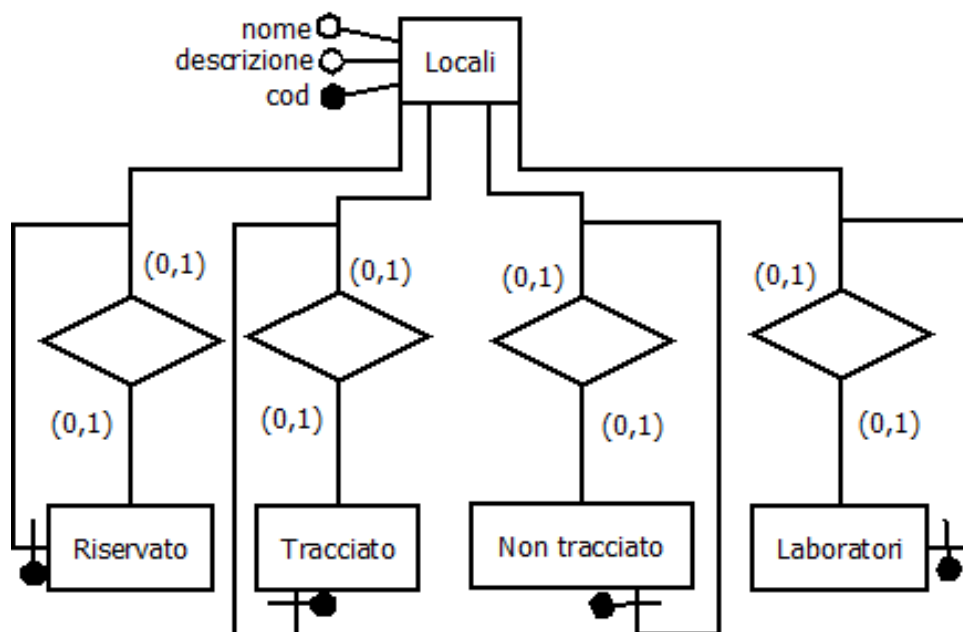 nome
descrizione
cod
Locali
(0,1)
(0,1)
(0,1)
(0,1)
(0,1)
(0,1)
(0,1)
(0,1)
Riservato
Tracciato
Non tracciato
Laboratori